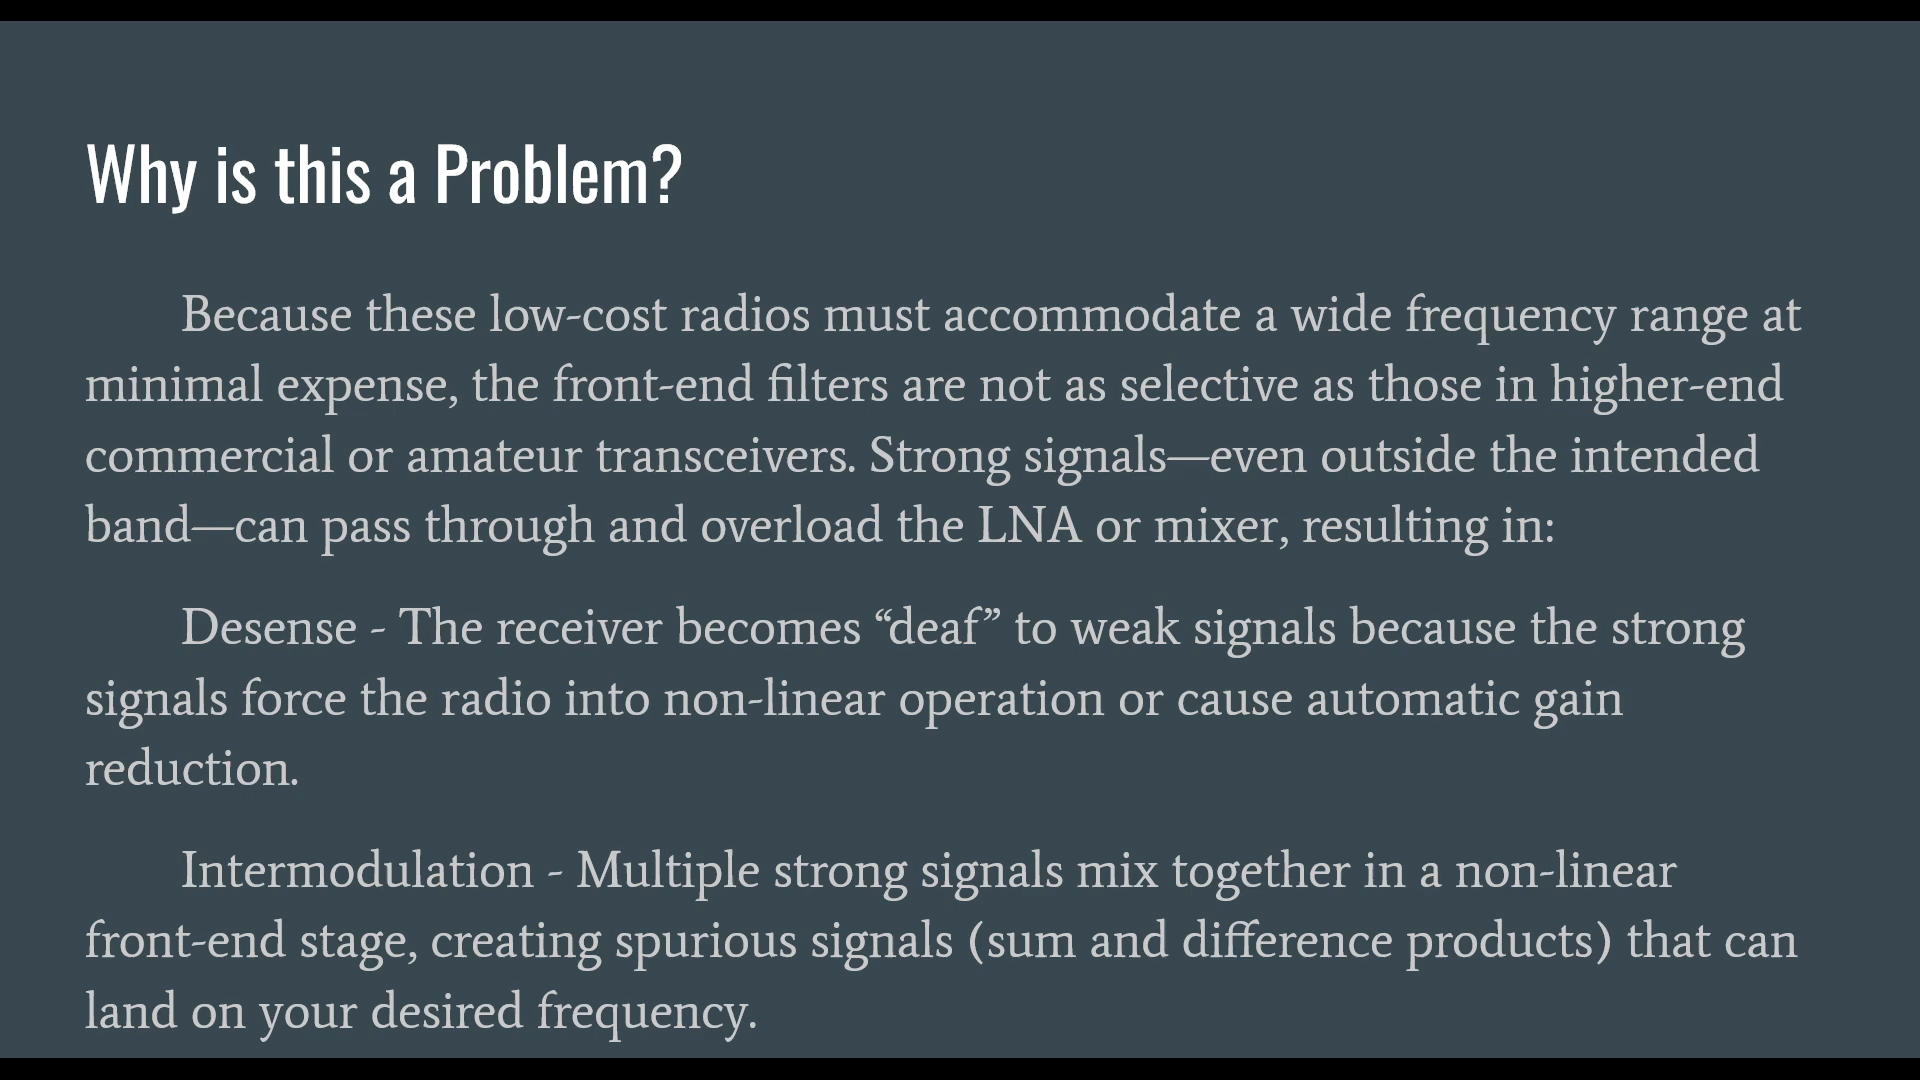 Why is this a Problem?
Because these low-cost radios must accommodate a wide frequency range at
minimal expense, the front-end filters are not as selective as those in higher-end
commercial or amateur transceivers. Strong signals—even outside the intended
band—can pass through and overload the LNA or mixer, resulting in:
Desense - The receiver becomes “deaf” to weak signals because the strong
signals force the radio into non-linear operation or cause automatic gain
reduction.
Intermodulation - Multiple strong signals mix together in a non-linear
front-end stage, creating spurious signals (sum and difference products) that can
land on your desired frequency.